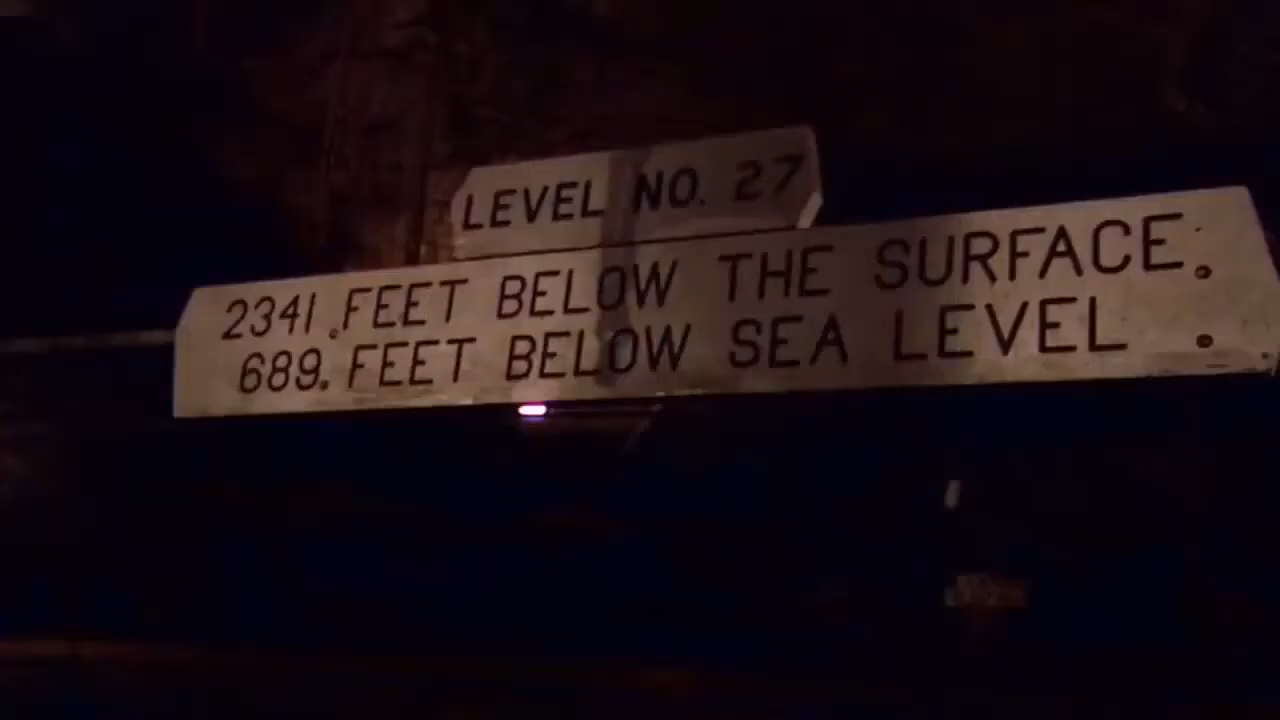 LEVEL NO. 27
2341.FEET BELOW THE SURFACE.
689. FEET BELOW SEA LEVEL .